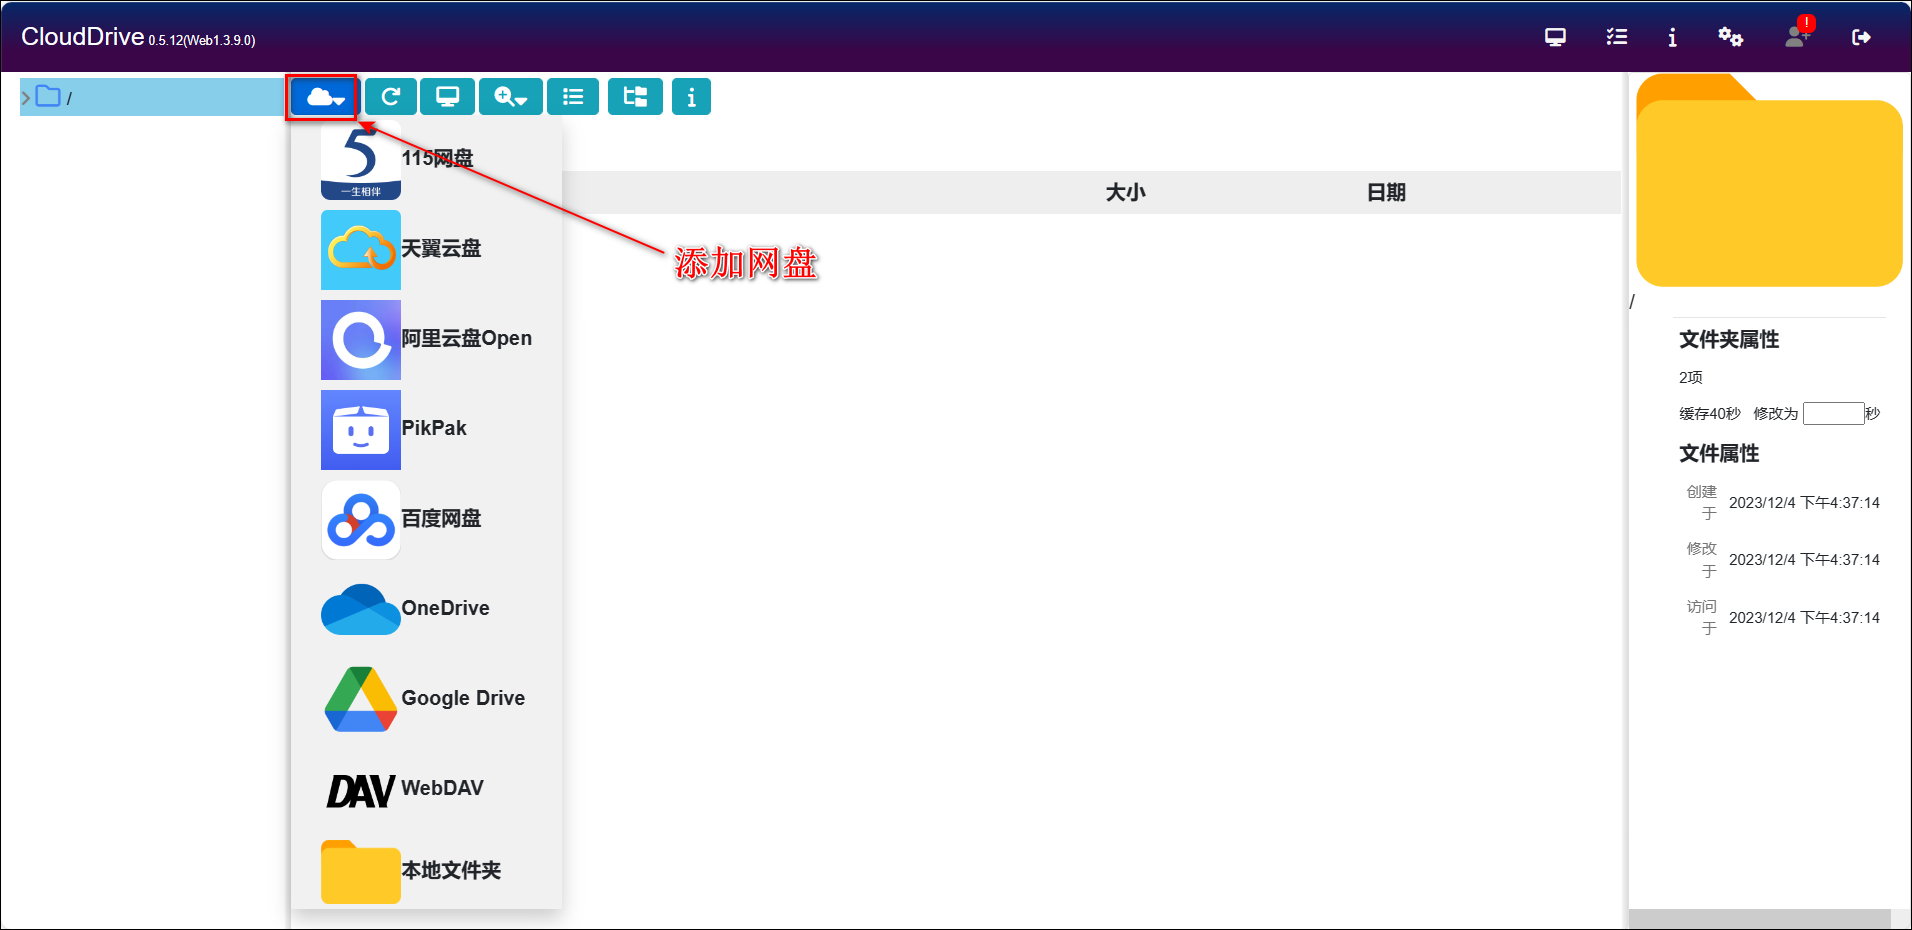 CloudDrive 0.5.12(Web1.3.9.0)
!
/
115网盘
一生相伴
大小
日期
天翼云盘
添加网盘
阿里云盘Open
PikPak
百度网盘
OneDrive
Google Drive
DAV WebDAV
本地文件夹
/
文件夹属性
2项
缓存40秒 修改为 秒
文件属性
创建于 2023/12/4 下午4:37:14
修改于 2023/12/4 下午4:37:14
访问于 2023/12/4 下午4:37:14